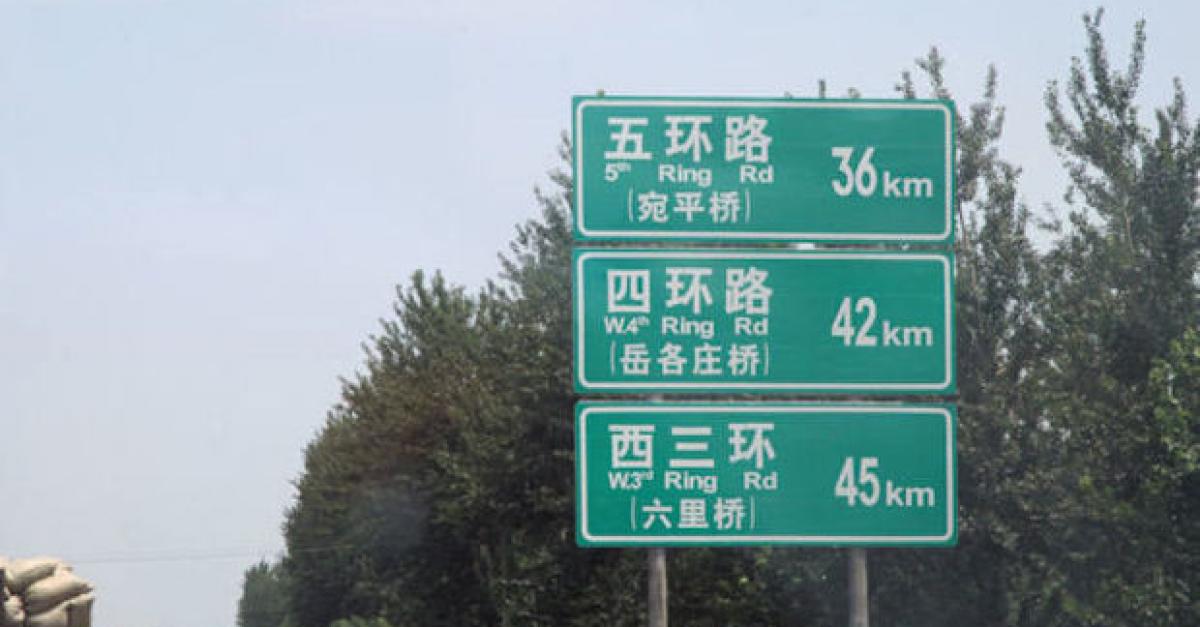 五环路
5th Ring Rd
(宛平桥)
36km
四环路
W.4th Ring Rd
(岳各庄桥)
42km
西三环
W.3rd Ring Rd
(六里桥)
45km